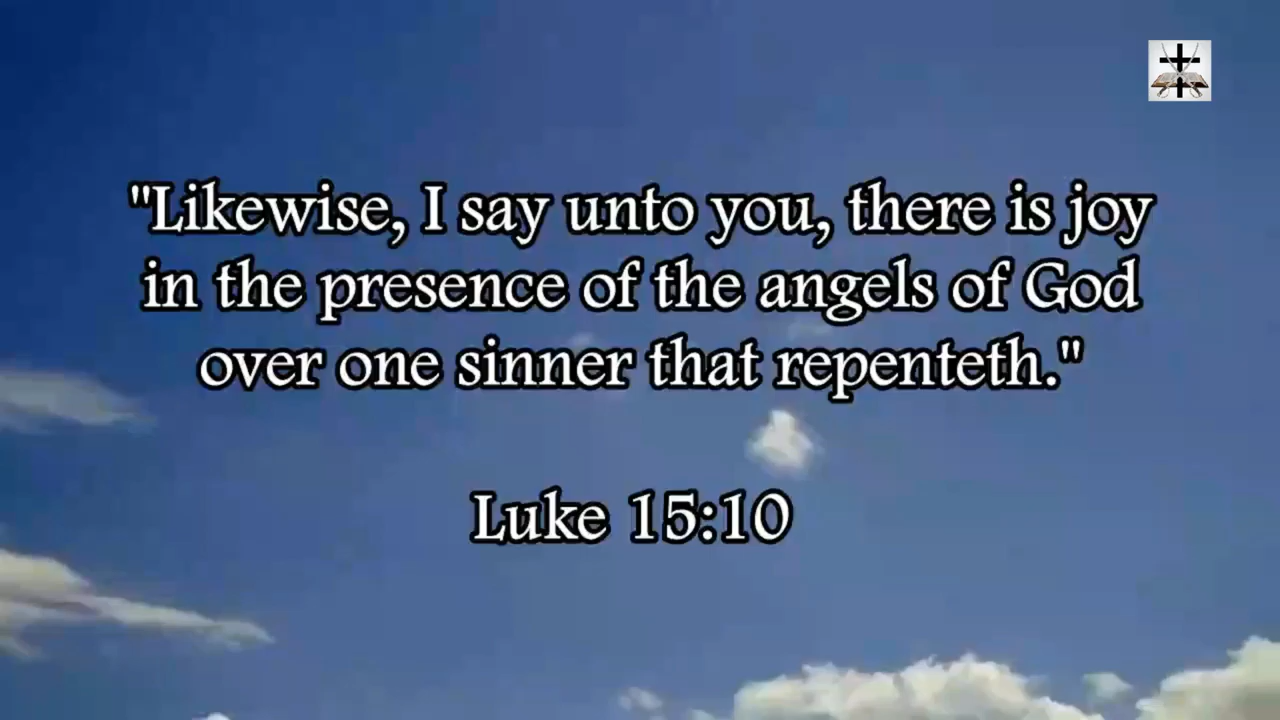 "Likewise, I say unto you, there is joy
in the presence of the angels of God
over one sinner that repenteth."
Luke 15:10